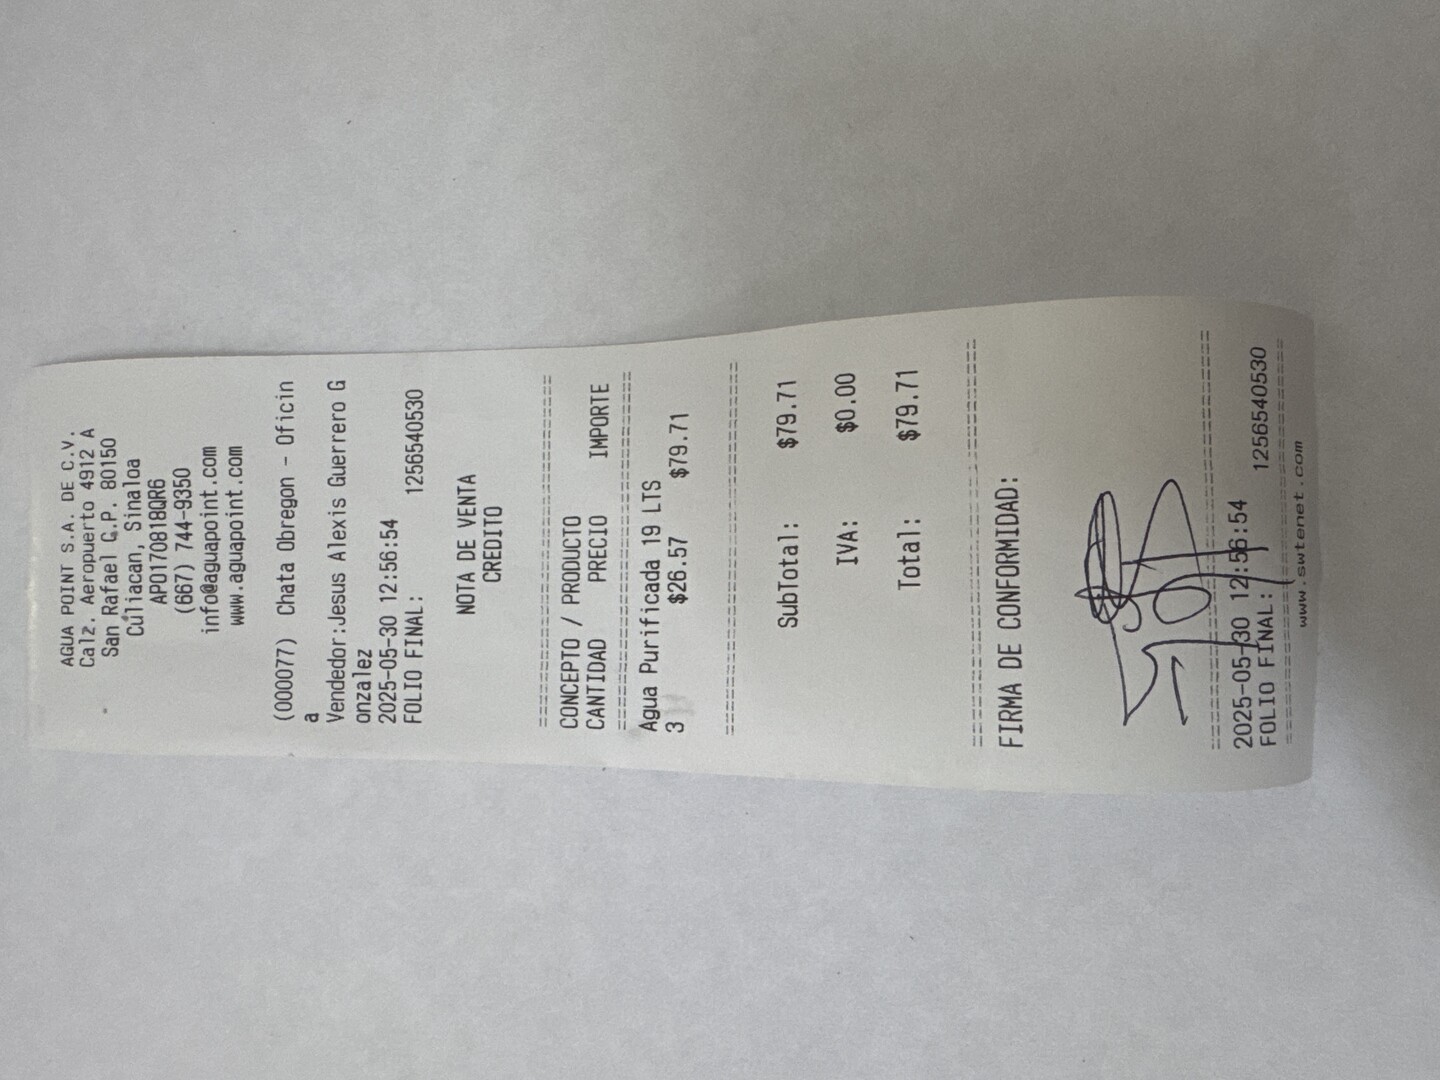 AGUA POINT S.A. DE C.V.
Calz. Aeropuerto 4912 A
San Rafael C.P. 80150
Culiacan, Sinaloa
APO170818QR6
(667) 744-9350
info@aguapoint.com
www.aguapoint.com
(000077) Chata Obregon - Oficin
a
Vendedor:Jesus Alexis Guerrero G
onzalez
2025-05-30 12:56:54
FOLIO FINAL: 1256540530
NOTA DE VENTA
CREDITO
CONCEPTO / PRODUCTO
CANTIDAD PRECIO IMPORTE
Agua Purificada 19 LTS
3 $26.57 $79.71
SubTotal: $79.71
IVA: $0.00
Total: $79.71
FIRMA DE CONFORMIDAD:
2025-05-30 12:56:54
FOLIO FINAL: 1256540530
www.swtenet.com